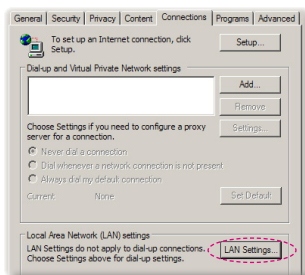 General Security Privacy Content Connections Programs Advanced
To set up an Internet connection, click
Setup.
Setup...
Dial-up and Virtual Private Network settings
Add...
Remove
Choose Settings if you need to configure a proxy
server for a connection.
Settings...
Never dial a connection
Dial whenever a network connection is not present
Always dial my default connection
Current None
Set Default
Local Area Network (LAN) settings
LAN Settings do not apply to dial-up connections.
Choose Settings above for dial-up settings.
LAN Settings...